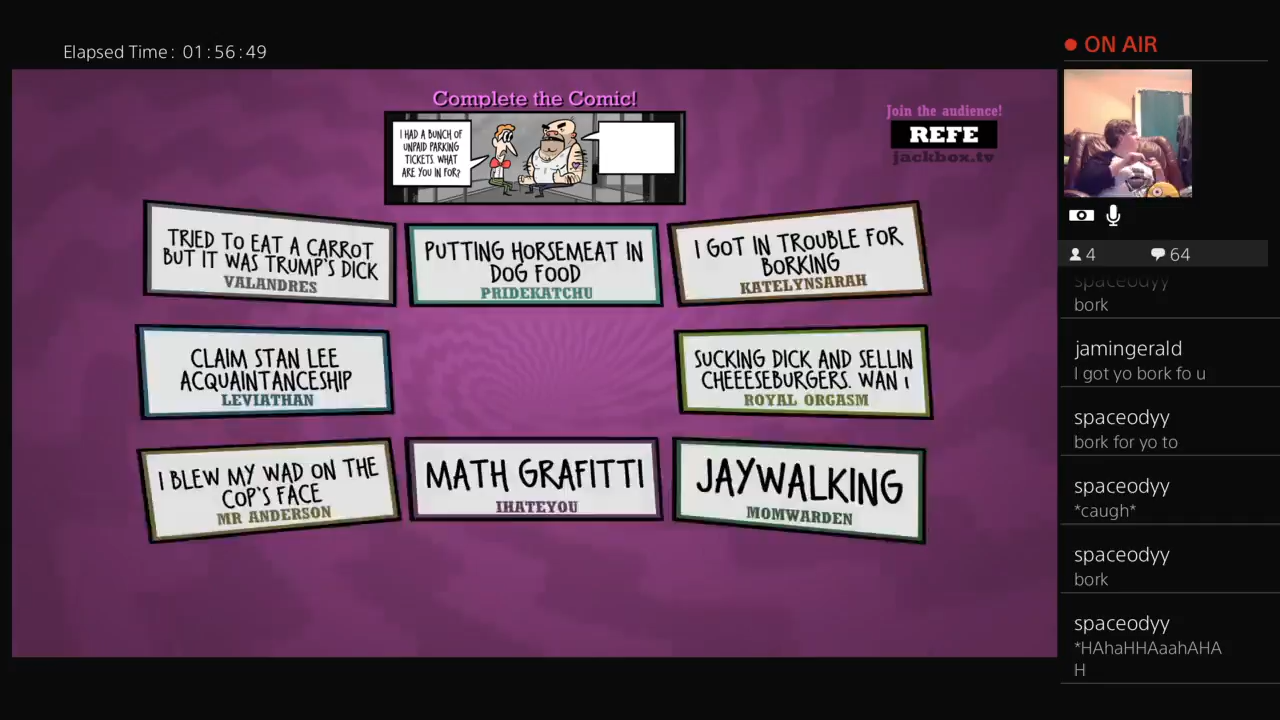 Elapsed Time: 01:56:49
ON AIR
Complete the Comic!
I HAD A BUNCH OF
UNPAID PARKING
TICKETS. WHAT
ARE YOU IN FOR?
Join the audience!
REFE
jackbox.tv
TRIED TO EAT A CARROT
BUT IT WAS TRUMP'S DICK
VALANDRES
PUTTING HORSEMEAT IN
DOG FOOD
PRIDEKATCHU
I GOT IN TROUBLE FOR
BORKING
KATELYNSARAH
CLAIM STAN LEE
ACQUAINTANCESHIP
LEVIATHAN
SUCKING DICK AND SELLIN
CHEEESEBURGERS. WAN I
ROYAL ORGASM
I BLEW MY WAD ON THE
COP'S FACE
MR ANDERSON
MATH GRAFITTI
IHATEYOU
JAYWALKING
MOMWARDEN
4
64
spaceodyy
bork
jamingerald
I got yo bork fo u
spaceodyy
bork for yo to
spaceodyy
*caugh*
spaceodyy
bork
spaceodyy
*HAhaHHAaahAHA
H